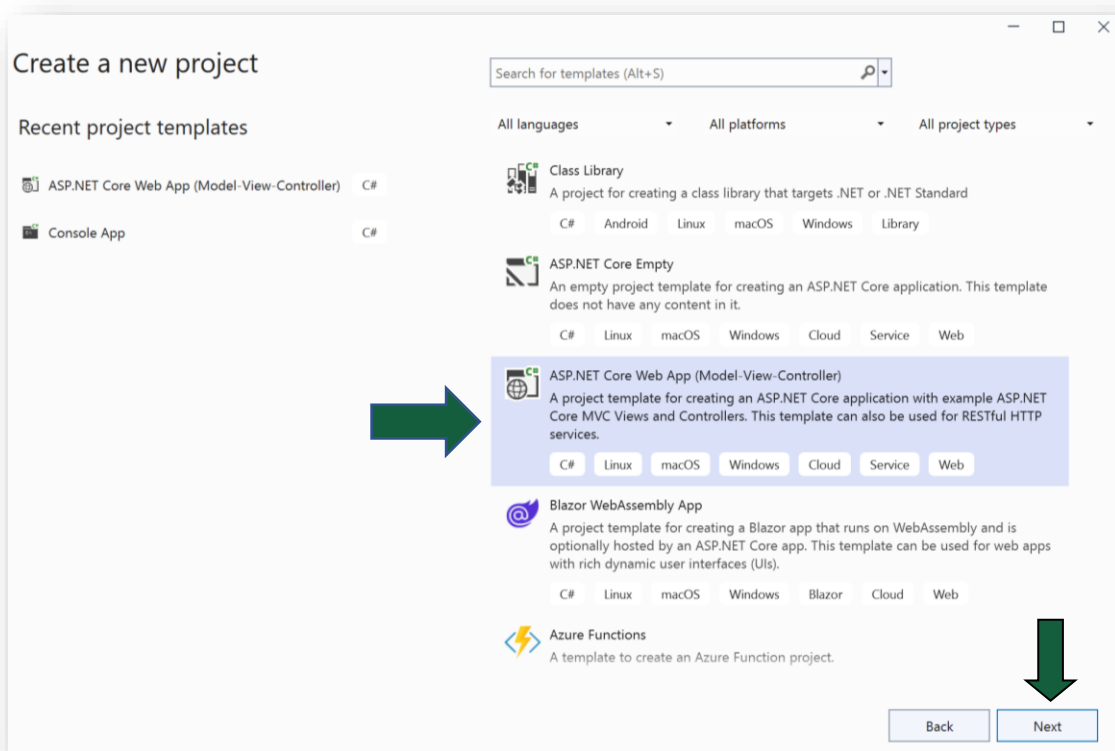 Create a new project
Recent project templates
ASP.NET Core Web App (Model-View-Controller) C#
Console App C#
Search for templates (Alt+S)
All languages All platforms All project types
Class Library
A project for creating a class library that targets .NET or .NET Standard
C# Android Linux macOS Windows Library
ASP.NET Core Empty
An empty project template for creating an ASP.NET Core application. This template
does not have any content in it.
C# Linux macOS Windows Cloud Service Web
ASP.NET Core Web App (Model-View-Controller)
A project template for creating an ASP.NET Core application with example ASP.NET
Core MVC Views and Controllers. This template can also be used for RESTful HTTP
services.
C# Linux macOS Windows Cloud Service Web
Blazor WebAssembly App
A project template for creating a Blazor app that runs on WebAssembly and is
optionally hosted by an ASP.NET Core app. This template can be used for web apps
with rich dynamic user interfaces (UIs).
C# Linux macOS Windows Blazor Cloud Web
Azure Functions
A template to create an Azure Function project.
Back Next